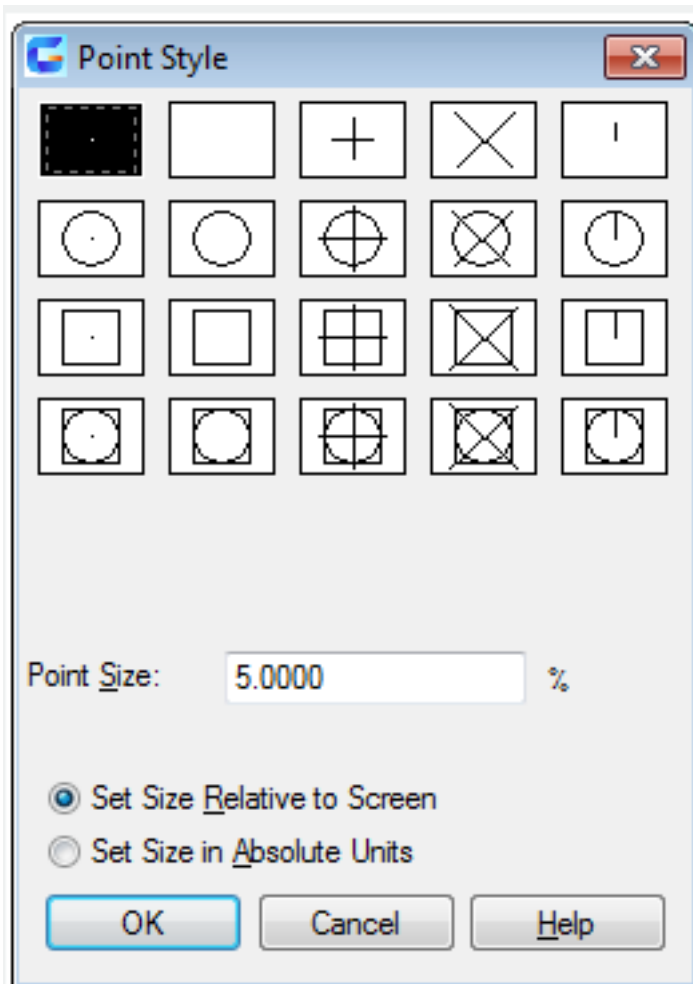 Point Style
Point Size: 5.0000 %
Set Size Relative to Screen
Set Size in Absolute Units
OK Cancel Help